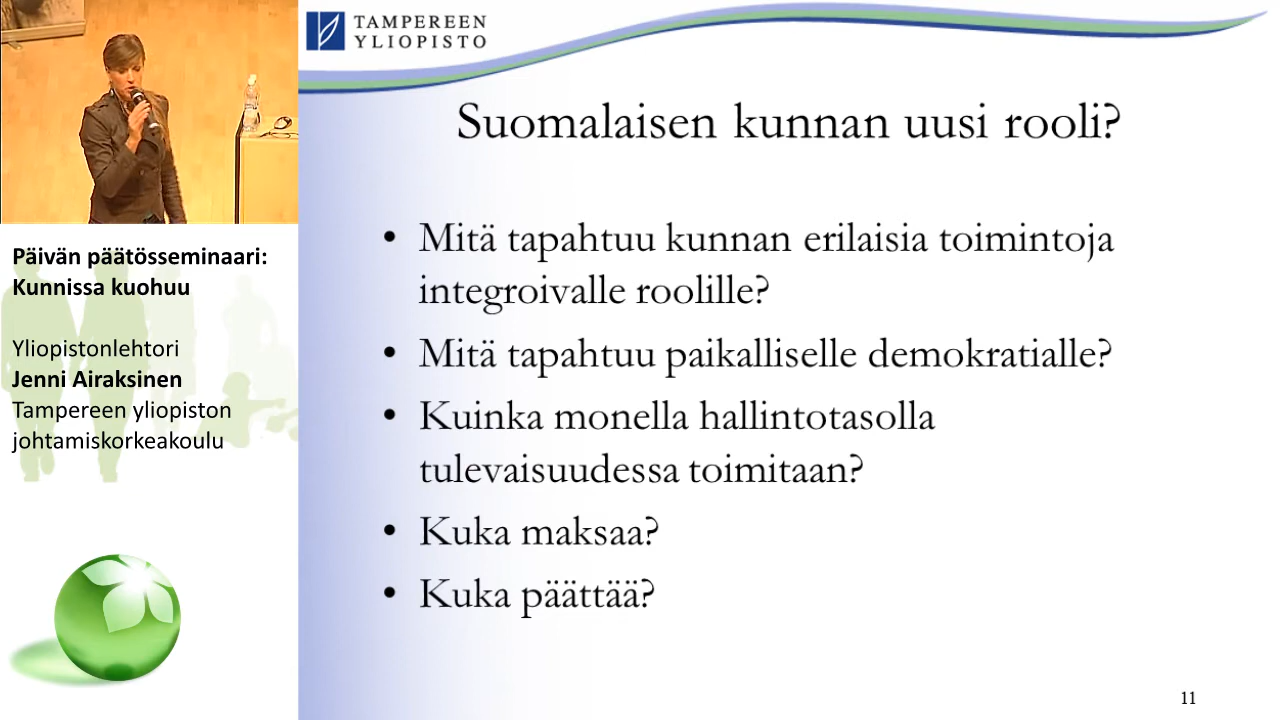 Päivän päätösseminaari:
Kunnissa kuohuu
Yliopistonlehtori
Jenni Airaksinen
Tampereen yliopiston
johtamiskorkeakoulu
TAMPEREEN
YLIOPISTO
Suomalaisen kunnan uusi rooli?
• Mitä tapahtuu kunnan erilaisia toimintoja
integroivalle roolille?
• Mitä tapahtuu paikalliselle demokratialle?
• Kuinka monella hallintotasolla
tulevaisuudessa toimitaan?
• Kuka maksaa?
• Kuka päättää?
11